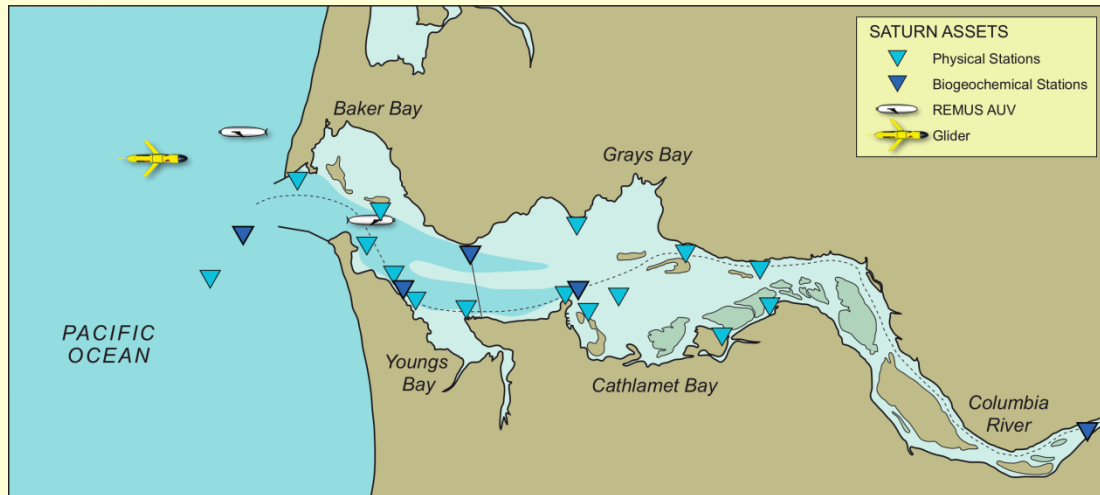 SATURN ASSETS
Physical Stations
Biogeochemical Stations
REMUS AUV
Glider
Baker Bay
Grays Bay
PACIFIC
OCEAN
Youngs
Bay
Cathlamet Bay
Columbia
River